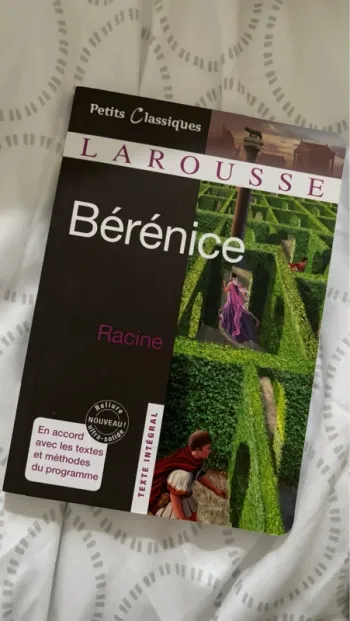 Petits Classiques
LAROUSSE
Bérénice
Racine
Reliure
NOUVEAU !
ultra-solide
En accord
avec les textes
et méthodes
du programme
TEXTE INTÉGRAL